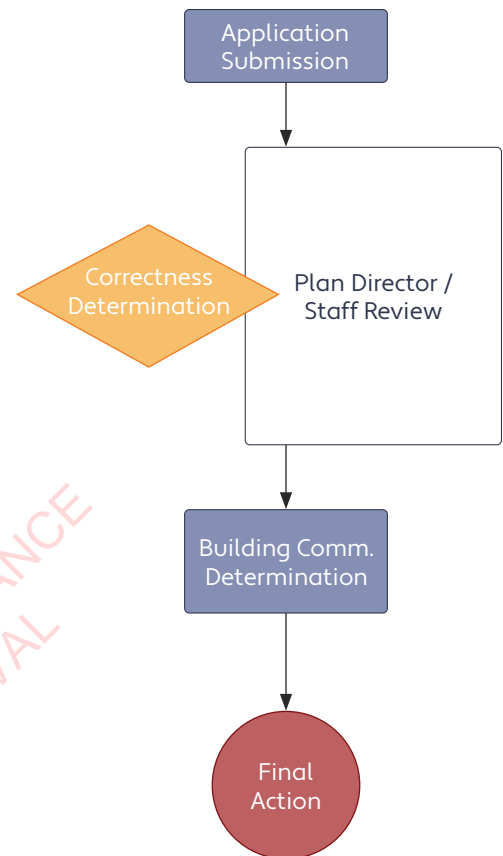 Application
Submission
Correctness
Determination
Plan Director /
Staff Review
Building Comm.
Determination
Final
Action